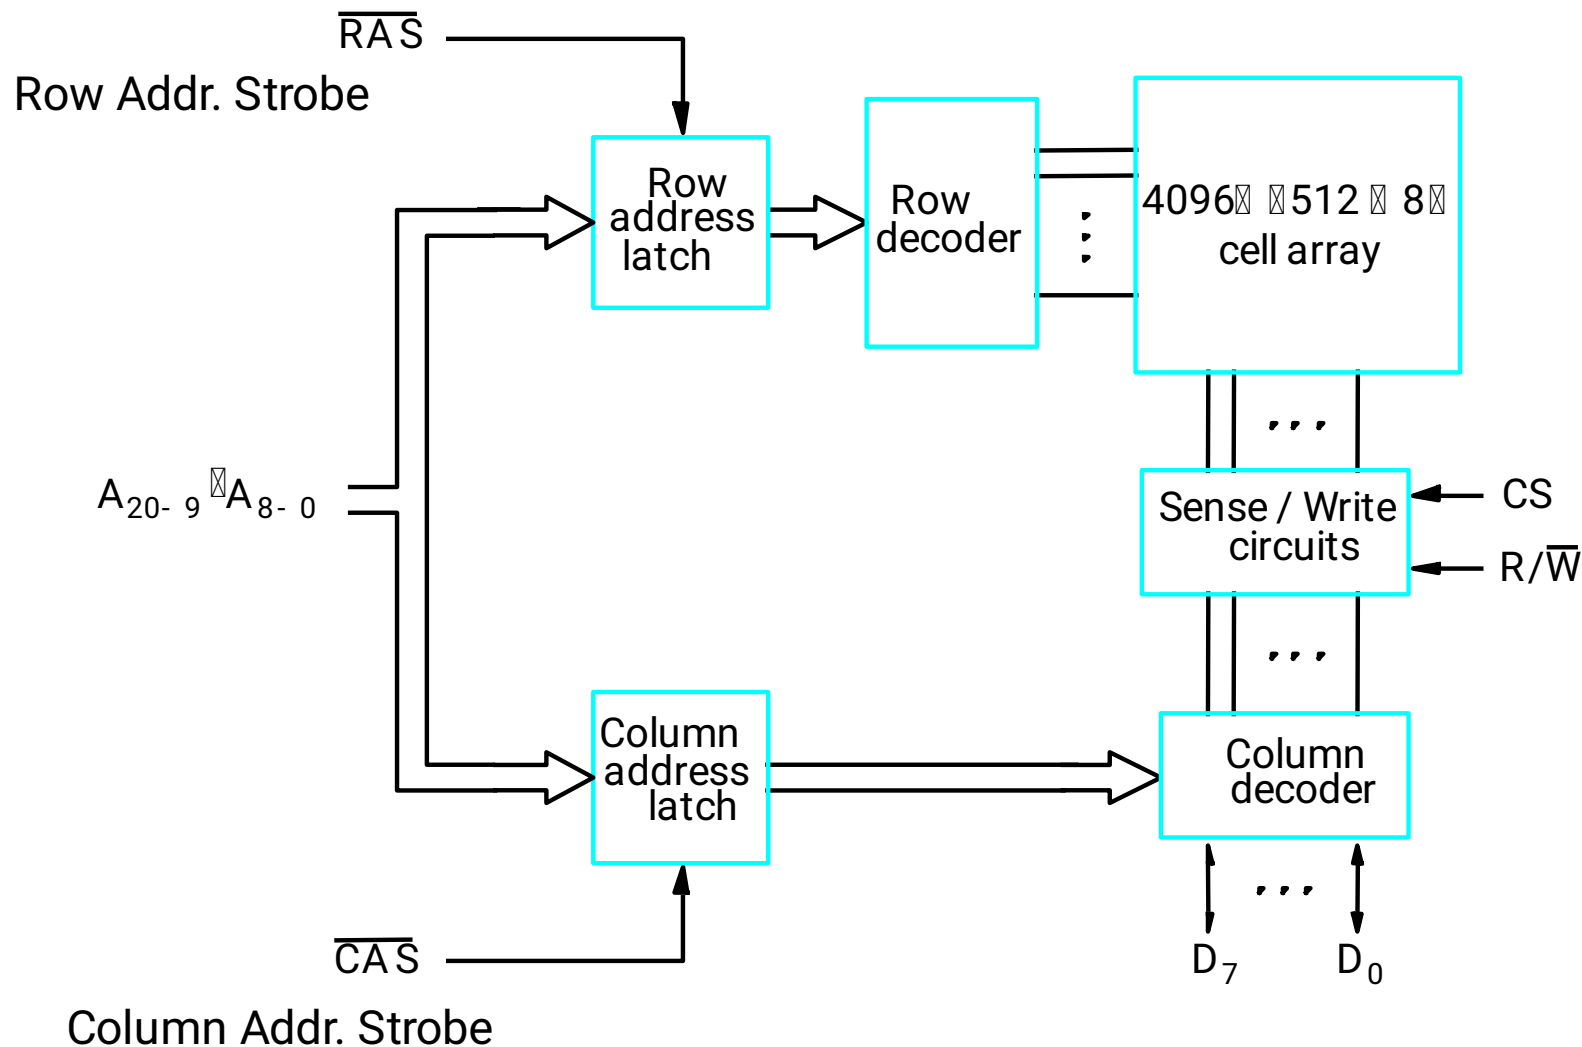 RAS
Row Addr. Strobe
Row
address
latch
Row
decoder
4096 512 8
cell array
A20-9 A8-0
Sense / Write
circuits
CS
R/W
Column
address
latch
Column
decoder
CAS
D7
D0
Column Addr. Strobe